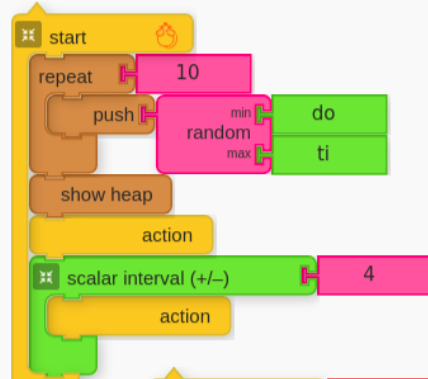 start
repeat 10
push random min do max ti
show heap
action
scalar interval (+/–) 4
action